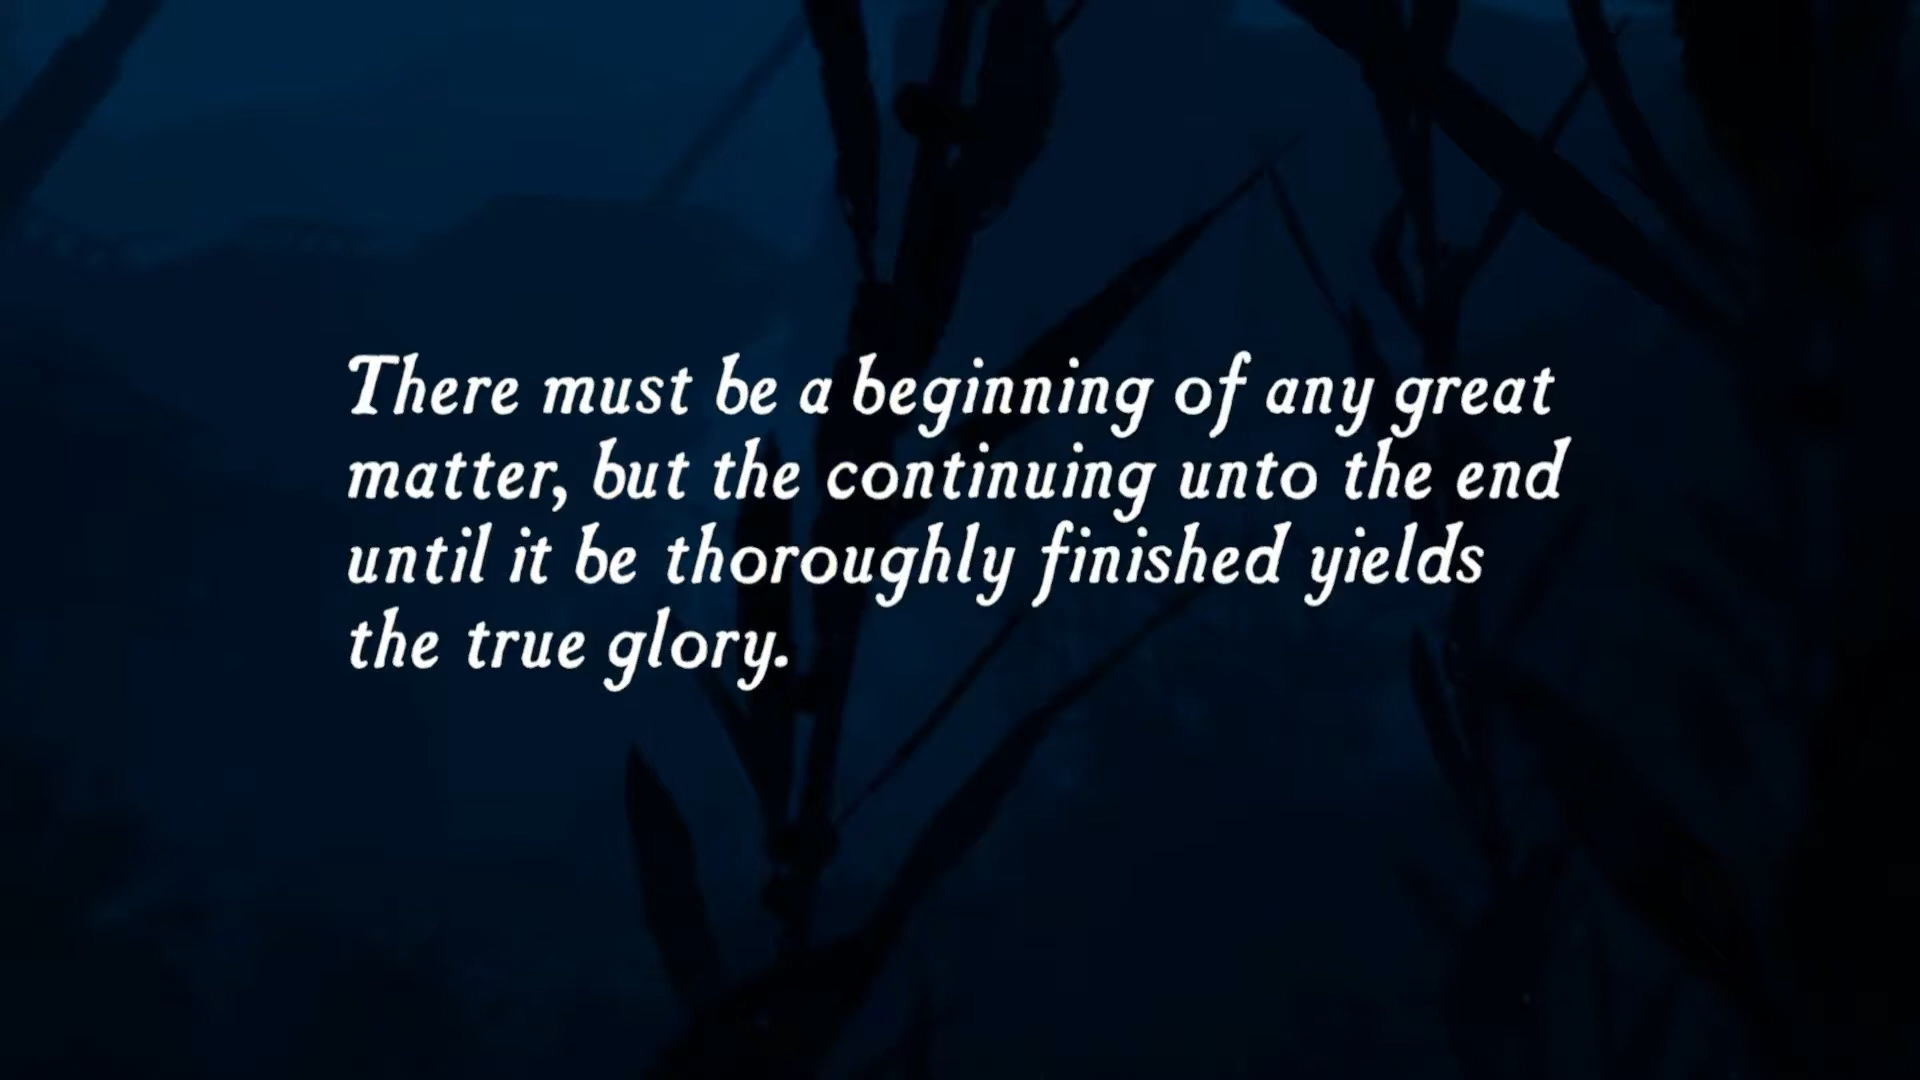 There must be a beginning of any great
matter, but the continuing unto the end
until it be thoroughly finished yields
the true glory.